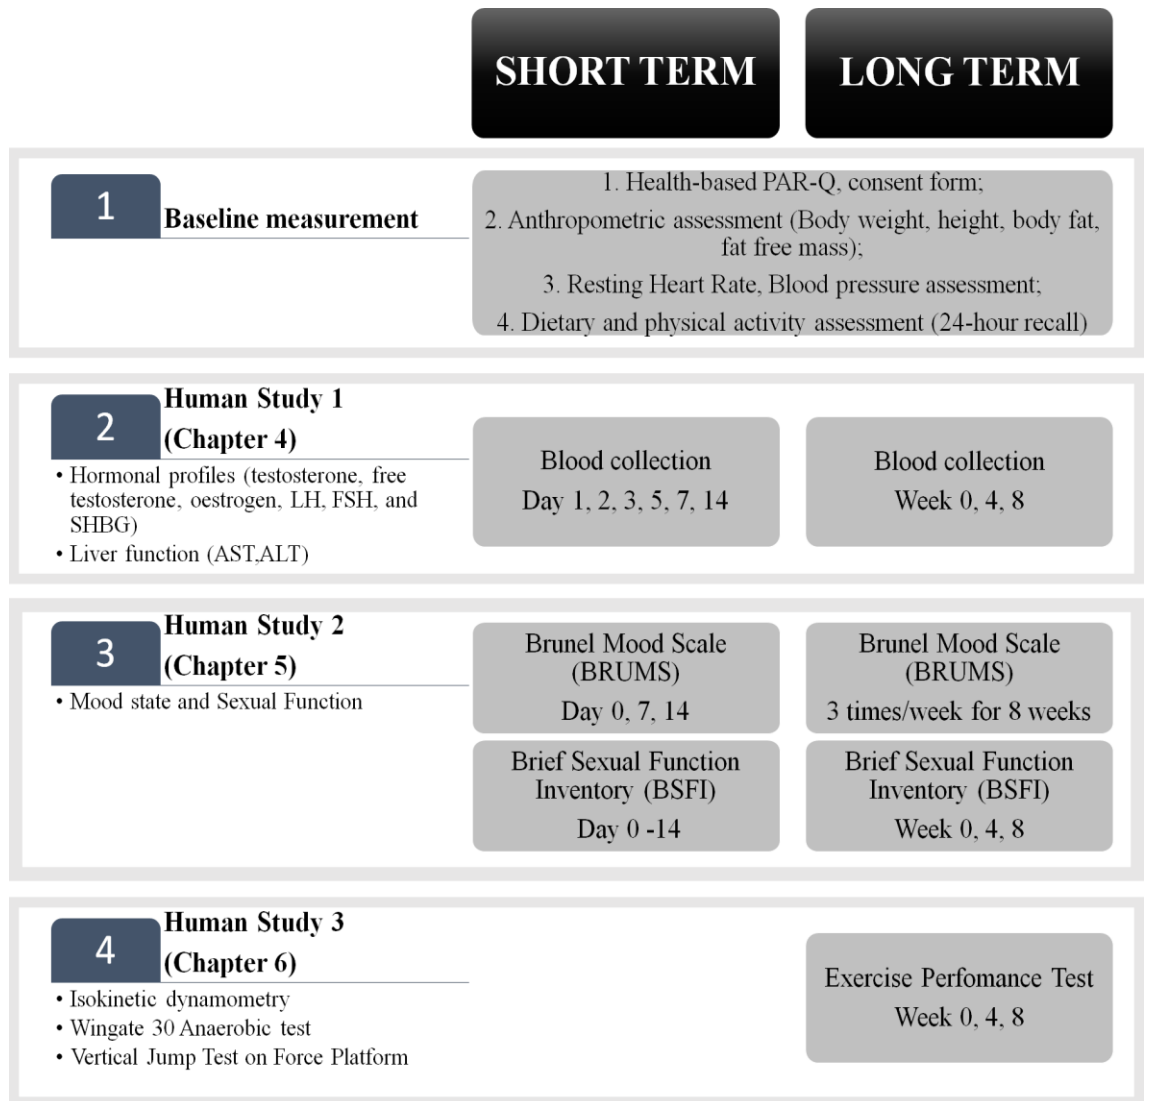 SHORT TERM
LONG TERM
1
Baseline measurement
1. Health-based PAR-Q, consent form;
2. Anthropometric assessment (Body weight, height, body fat,
fat free mass);
3. Resting Heart Rate, Blood pressure assessment;
4. Dietary and physical activity assessment (24-hour recall)
2
Human Study 1
(Chapter 4)
• Hormonal profiles (testosterone, free
testosterone, oestrogen, LH, FSH, and
SHBG)
• Liver function (AST,ALT)
Blood collection
Day 1, 2, 3, 5, 7, 14
Blood collection
Week 0, 4, 8
3
Human Study 2
(Chapter 5)
• Mood state and Sexual Function
Brunel Mood Scale
(BRUMS)
Day 0, 7, 14
Brunel Mood Scale
(BRUMS)
3 times/week for 8 weeks
Brief Sexual Function
Inventory (BSFI)
Day 0 -14
Brief Sexual Function
Inventory (BSFI)
Week 0, 4, 8
4
Human Study 3
(Chapter 6)
• Isokinetic dynamometry
• Wingate 30 Anaerobic test
• Vertical Jump Test on Force Platform
Exercise Perfomance Test
Week 0, 4, 8